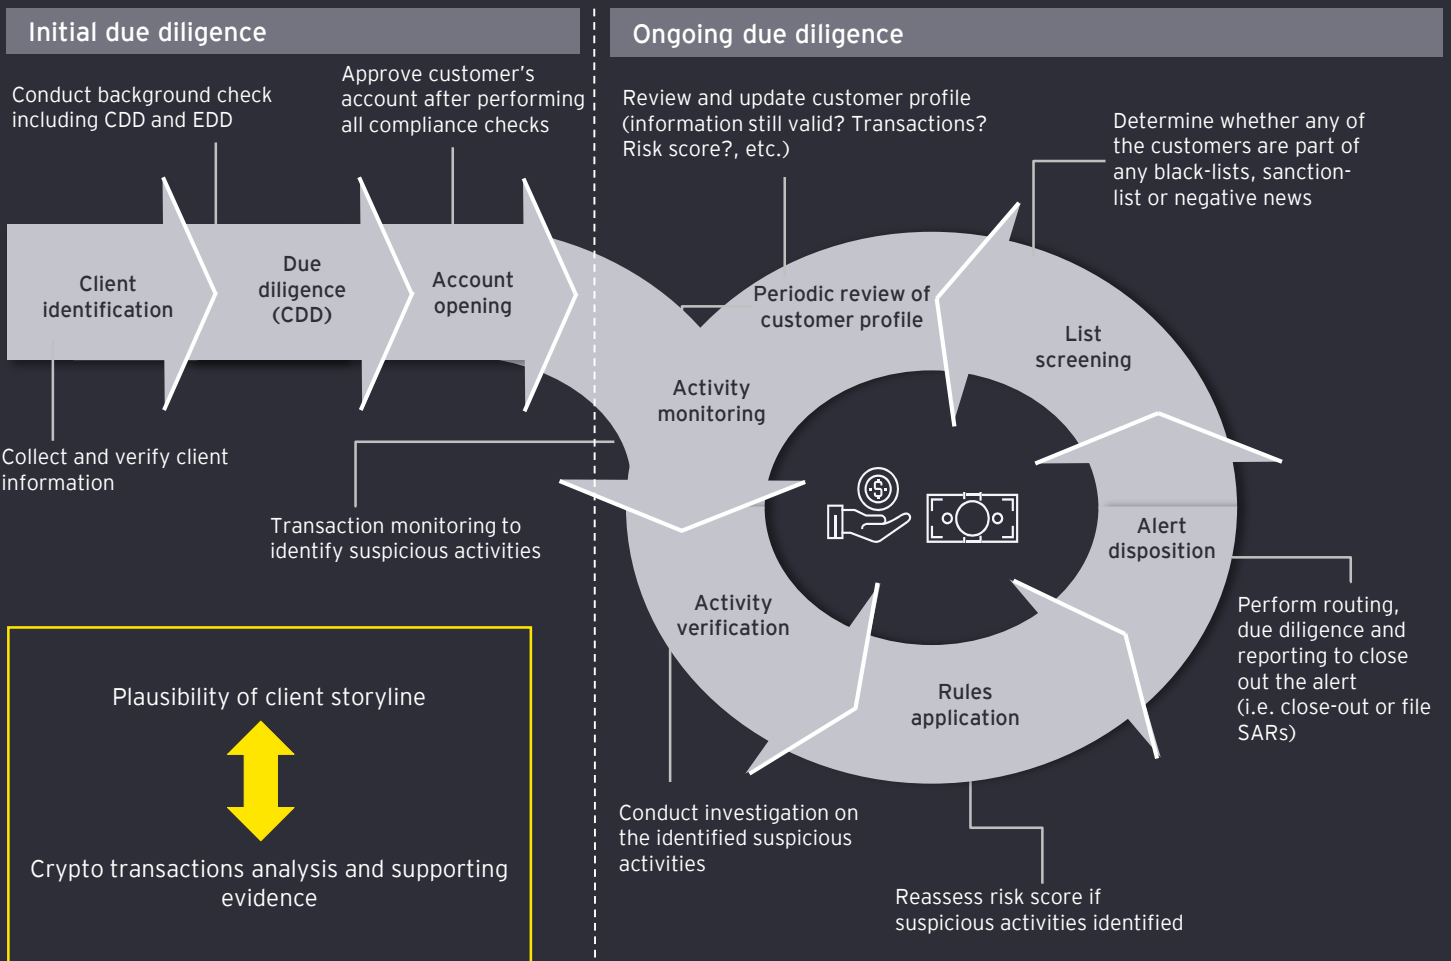 Initial due diligence
Conduct background check
including CDD and EDD
Approve customer's
account after performing
all compliance checks
Client
identification
Due
diligence
(CDD)
Account
opening
Collect and verify client
information
Transaction monitoring to
identify suspicious activities
Plausibility of client storyline
Crypto transactions analysis and supporting
evidence
Ongoing due diligence
Review and update customer profile
(information still valid? Transactions?
Risk score?, etc.)
Determine whether any of
the customers are part of
any black-lists, sanction-
list or negative news
Periodic review of
customer profile
List
screening
Activity
monitoring
Alert
disposition
Activity
verification
Rules
application
Perform routing,
due diligence and
reporting to close
out the alert
(i.e. close-out or file
SARs)
Conduct investigation on
the identified suspicious
activities
Reassess risk score if
suspicious activities identified